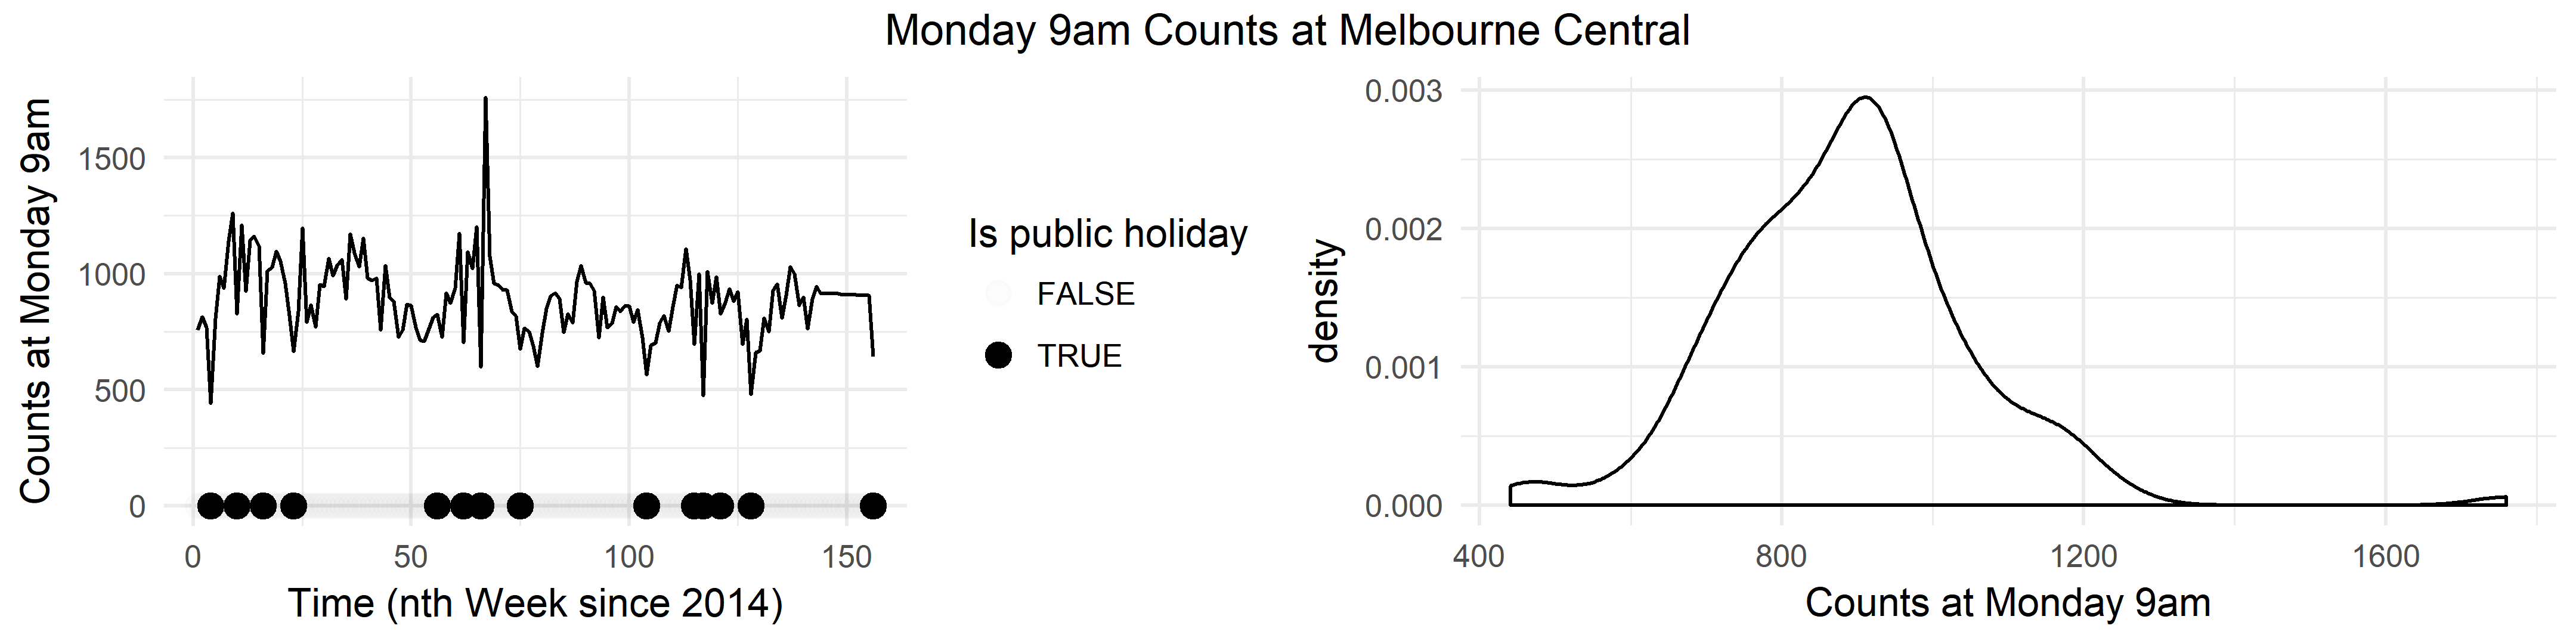 Monday 9am Counts at Melbourne Central
Counts at Monday 9am
1500
1000
500
0
0 50 100 150
Time (nth Week since 2014)
Is public holiday
FALSE
TRUE
density
0.003
0.002
0.001
0.000
400 800 1200 1600
Counts at Monday 9am